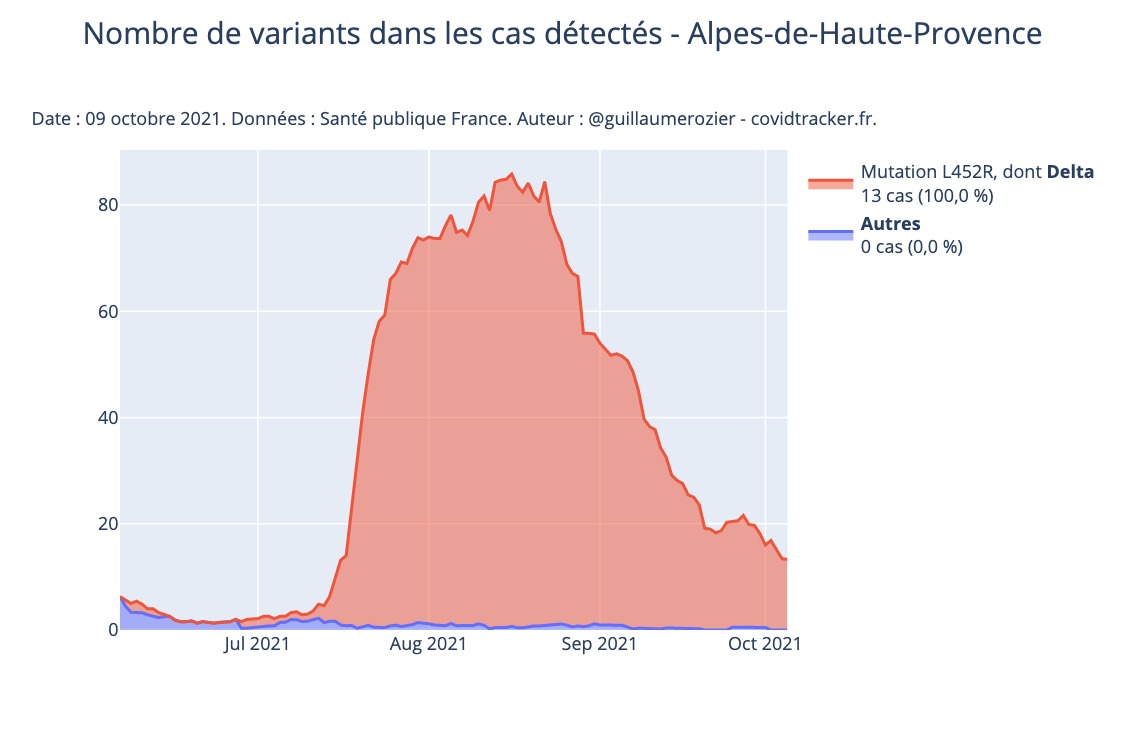 Nombre de variants dans les cas détectés - Alpes-de-Haute-Provence
Date : 09 octobre 2021. Données : Santé publique France. Auteur : @guillaumerozier - covidtracker.fr.
Mutation L452R, dont Delta
13 cas (100,0 %)
Autres
0 cas (0,0 %)
80
60
40
20
0
Jul 2021 Aug 2021 Sep 2021 Oct 2021